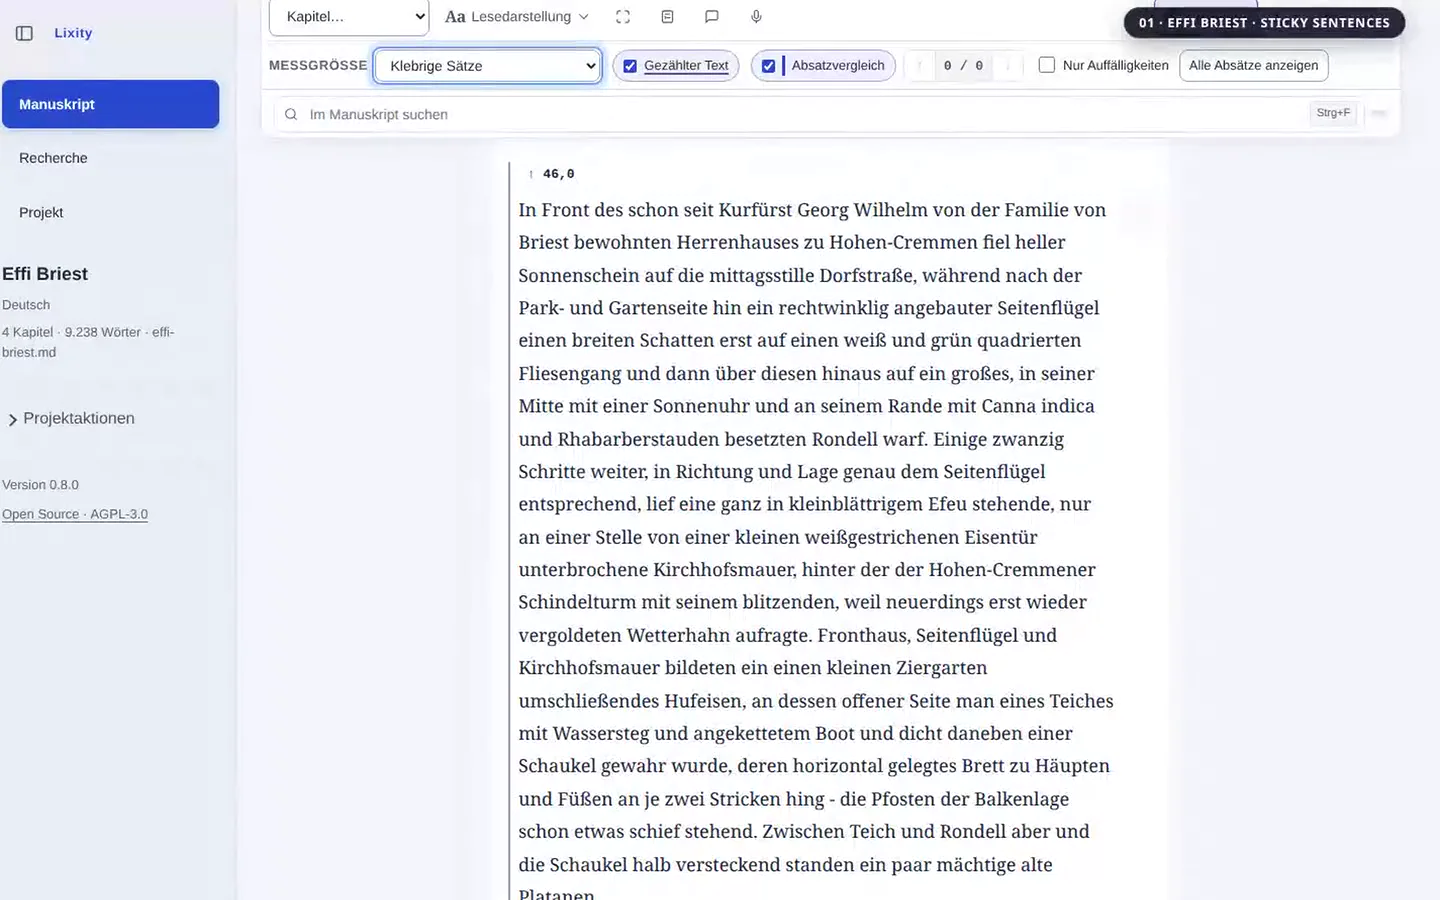 Lixity
Manuskript
Recherche
Projekt
Effi Briest
Deutsch
4 Kapitel · 9.238 Wörter · effi-
briest.md
Projektaktionen
Version 0.8.0
Open Source · AGPL-3.0
Kapitel...
Aa Lesedarstellung
01 · EFFI BRIEST · STICKY SENTENCES
MESSGRÖSSE
Klebrige Sätze
Gezählter Text
Absatzvergleich
0 / 0
Nur Auffälligkeiten
Alle Absätze anzeigen
Im Manuskript suchen
Strg+F
↑ 46,0
In Front des schon seit Kurfürst Georg Wilhelm von der Familie von
Briest bewohnten Herrenhauses zu Hohen-Cremmen fiel heller
Sonnenschein auf die mittagsstille Dorfstraße, während nach der
Park- und Gartenseite hin ein rechtwinklig angebauter Seitenflügel
einen breiten Schatten erst auf einen weiß und grün quadrierten
Fliesengang und dann über diesen hinaus auf ein großes, in seiner
Mitte mit einer Sonnenuhr und an seinem Rande mit Canna indica
und Rhabarberstauden besetzten Rondell warf. Einige zwanzig
Schritte weiter, in Richtung und Lage genau dem Seitenflügel
entsprechend, lief eine ganz in kleinblättrigem Efeu stehende, nur
an einer Stelle von einer kleinen weißgestrichenen Eisentür
unterbrochene Kirchhofsmauer, hinter der der Hohen-Cremmener
Schindelturm mit seinem blitzenden, weil neuerdings erst wieder
vergoldeten Wetterhahn aufragte. Fronthaus, Seitenflügel und
Kirchhofsmauer bildeten ein einen kleinen Ziergarten
umschließendes Hufeisen, an dessen offener Seite man eines Teiches
mit Wassersteg und angekettetem Boot und dicht daneben einer
Schaukel gewahr wurde, deren horizontal gelegtes Brett zu Häupten
und Füßen an je zwei Stricken hing - die Pfosten der Balkenlage
schon etwas schief stehend. Zwischen Teich und Rondell aber und
die Schaukel halb versteckend standen ein paar mächtige alte
Platanen.